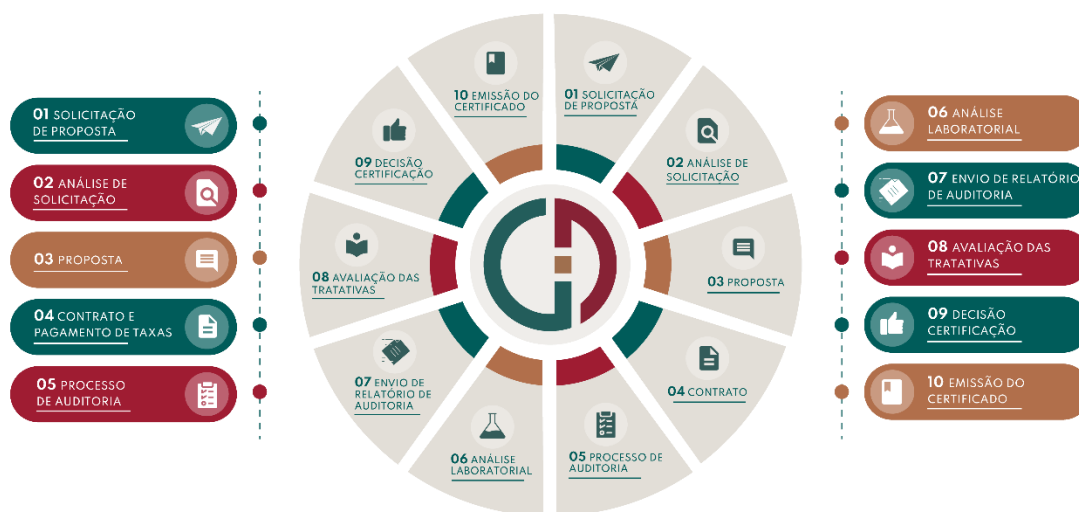 01 SOLICITAÇÃO
DE PROPOSTA
02 ANÁLISE DE
SOLICITAÇÃO
03 PROPOSTA
04 CONTRATO E
PAGAMENTO DE TAXAS
05 PROCESSO
DE AUDITORIA
10 EMISSÃO DO
CERTIFICADO
01 SOLICITAÇÃO
DE PROPOSTA
09 DECISÃO
CERTIFICAÇÃO
02 ANÁLISE DE
SOLICITAÇÃO
08 AVALIAÇÃO DAS
TRATATIVAS
03 PROPOSTA
07 ENVIO DE
RELATÓRIO DE
AUDITORIA
04 CONTRATO
06 ANÁLISE
LABORATORIAL
05 PROCESSO DE
AUDITORIA
06 ANÁLISE
LABORATORIAL
07 ENVIO DE RELATÓRIO
DE AUDITORIA
08 AVALIAÇÃO DAS
TRATATIVAS
09 DECISÃO
CERTIFICAÇÃO
10 EMISSÃO DO
CERTIFICADO